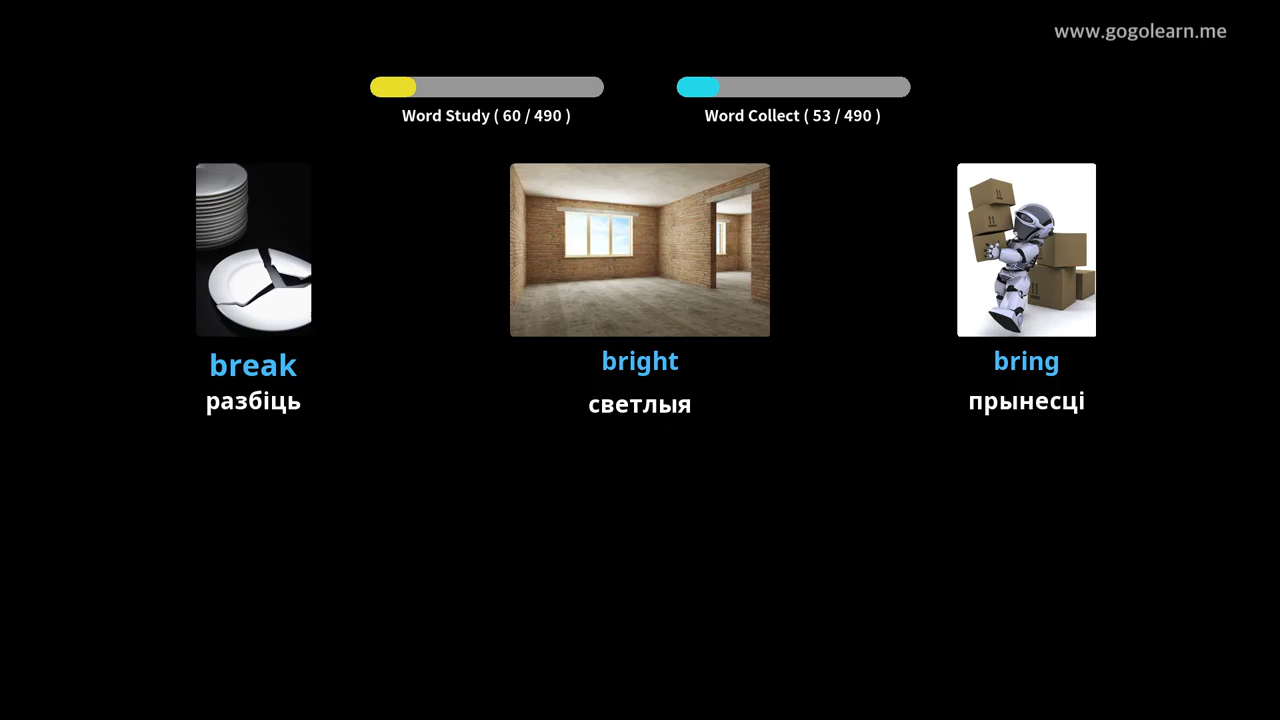 www.gogolearn.me
Word Study ( 60 / 490 )
Word Collect ( 53 / 490 )
break
разбіць
bright
светлыя
bring
прынесці